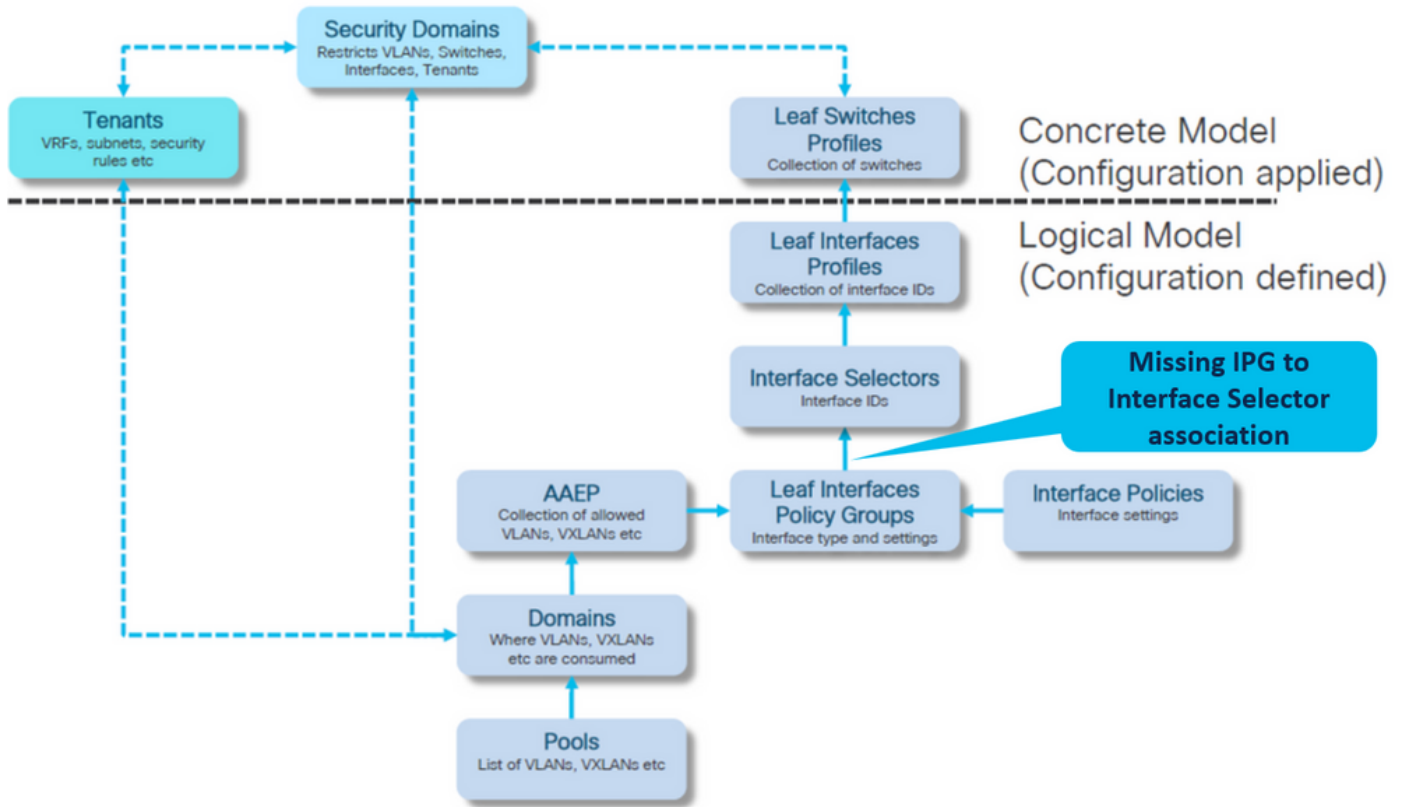 Security Domains
Restricts VLANs, Switches,
Interfaces, Tenants
Tenants
VRFs, subnets, security
rules etc
Leaf Switches
Profiles
Collection of switches
Concrete Model
(Configuration applied)
Leaf Interfaces
Profiles
Collection of interface IDs
Logical Model
(Configuration defined)
Interface Selectors
Interface IDs
Missing IPG to
Interface Selector
association
AAEP
Collection of allowed
VLANs, VXLANs etc
Leaf Interfaces
Policy Groups
Interface type and settings
Interface Policies
Interface settings
Domains
Where VLANs, VXLANs
etc are consumed
Pools
List of VLANs, VXLANs etc